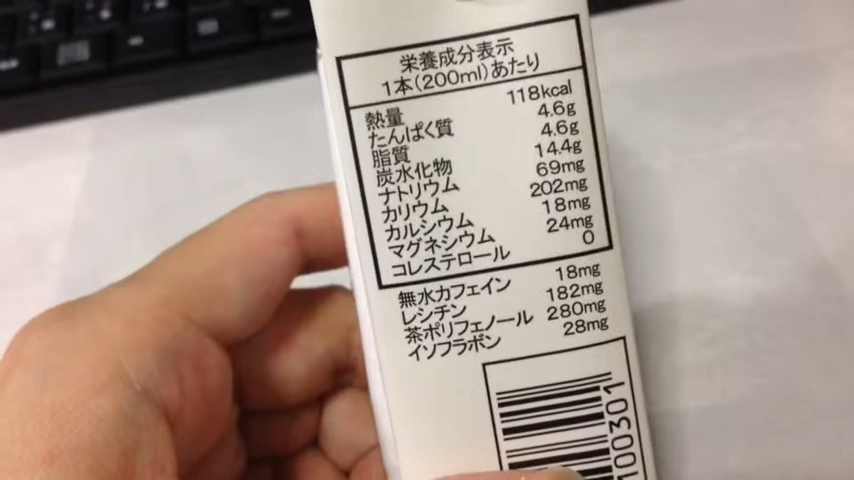 栄養成分表示
1本(200ml)あたり
熱量 118kcal
たんぱく質 4.6g
脂質 4.6g
炭水化物 14.4g
ナトリウム 69mg
カリウム 202mg
カルシウム 18mg
マグネシウム 24mg
コレステロール 0
無水カフェイン 18mg
レシチン 182mg
茶ポリフェノール 280mg
イソフラボン 28mg
100301